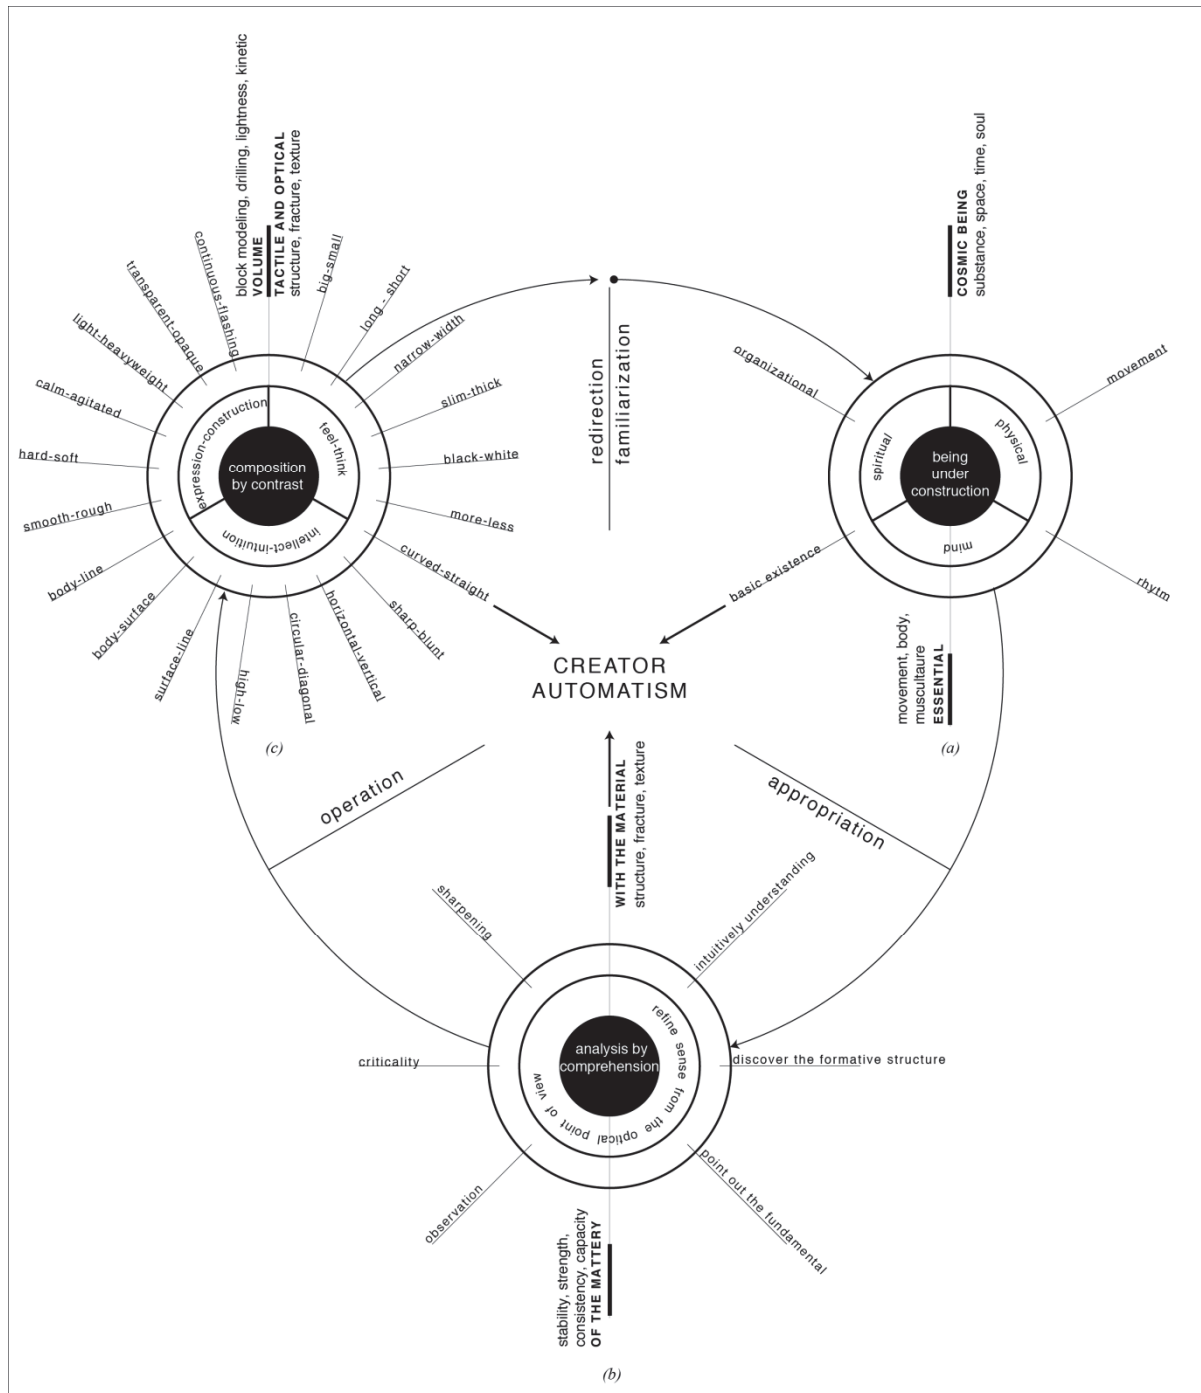 block modeling, drilling, lightness, kinetic
VOLUME
TACTILE AND OPTICAL
structure, fracture, texture
continuous-flashing
transparent-opaque
light-heavyweight
calm-agitated
hard-soft
smooth-rough
body-line
body-surface
surface-line
high-low
circular-diagonal
horizontal-vertical
sharp-blunt
curved-straight
more-less
black-white
slim-thick
narrow-width
long - short
big-small
expression-construction
feel-think
intellect-intuition
composition
by contrast
(c)
redirection
familiarization
COSMIC BEING
substance, space, time, soul
organizational
movement
rhytm
basic existence
spiritual
physical
mind
being
under
construction
movement, body,
muscultaure
ESSENTIAL
(a)
CREATOR
AUTOMATISM
operation
appropriation
WITH THE MATERIAL
structure, fracture, texture
sharpening
criticality
observation
intuitively understanding
discover the formative structure
point out the fundamental
analysis by
comprehension
refine sense from the optical point of view
stability, strength,
consistency, capacity
OF THE MATTERY
(b)